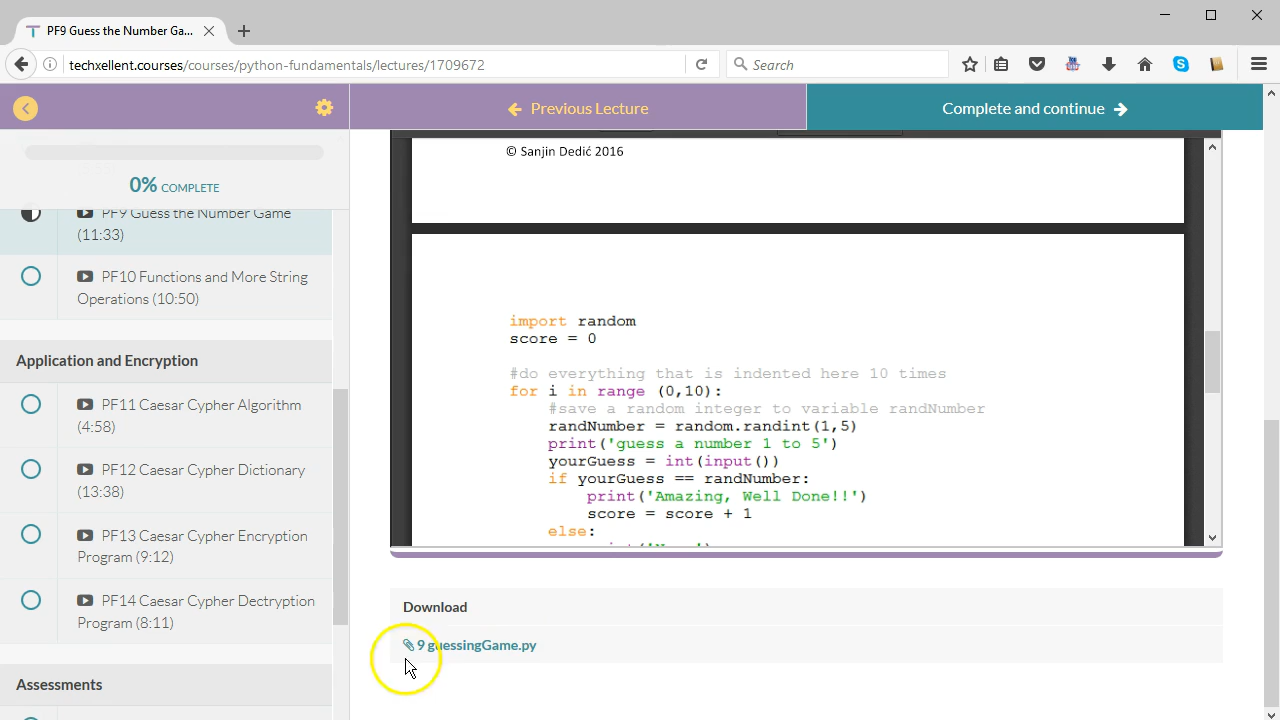 PF9 Guess the Number Ga...
techxellent.courses/courses/python-fundamentals/lectures/1709672
Search
Previous Lecture
Complete and continue
0% COMPLETE
PF9 Guess the Number Game
(11:33)
PF10 Functions and More String
Operations (10:50)
Application and Encryption
PF11 Caesar Cypher Algorithm
(4:58)
PF12 Caesar Cypher Dictionary
(13:38)
PF13 Caesar Cypher Encryption
Program (9:12)
PF14 Caesar Cypher Dectryption
Program (8:11)
Assessments
© Sanjin Dedić 2016
import random
score = 0
#do everything that is indented here 10 times
for i in range (0,10):
    #save a random integer to variable randNumber
    randNumber = random.randint(1,5)
    print('guess a number 1 to 5')
    yourGuess = int(input())
    if yourGuess == randNumber:
        print('Amazing, Well Done!!')
        score = score + 1
    else:
Download
9 guessingGame.py